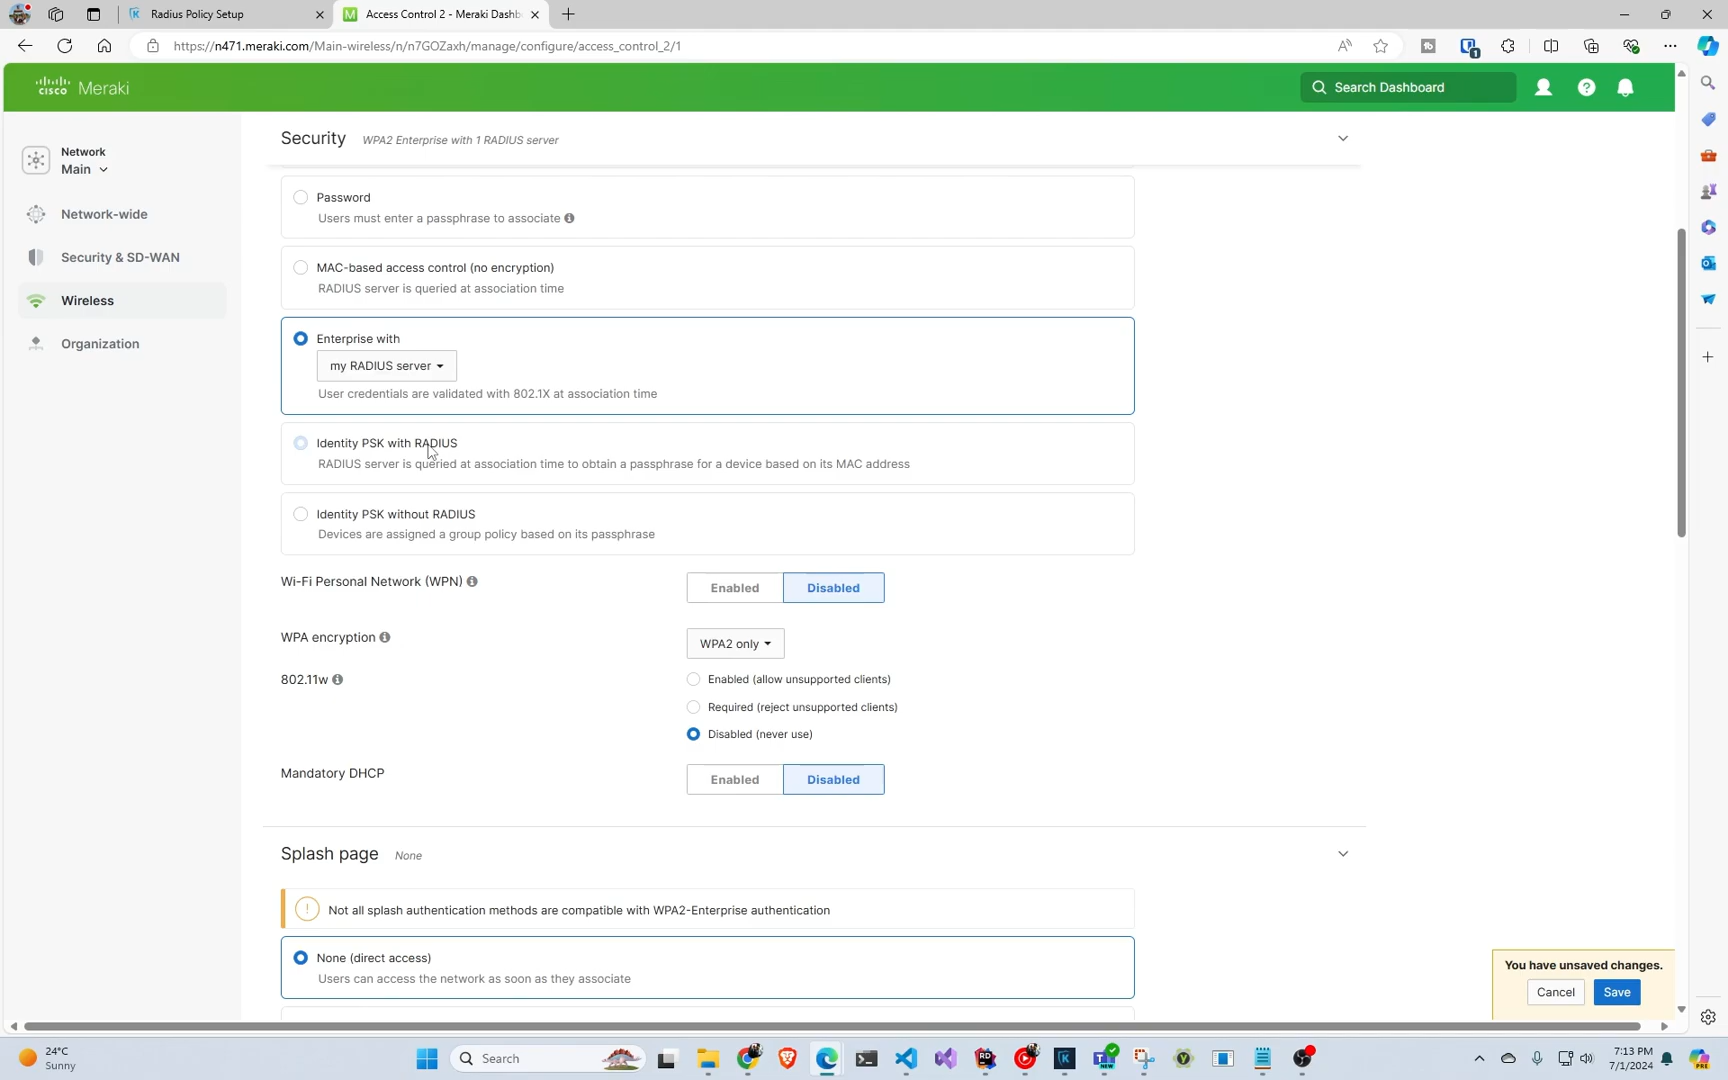 Radius Policy Setup
Access Control 2 - Meraki Dashb
https://n471.meraki.com/Main-wireless/n/n7GOZaxh/manage/configure/access_control_2/1
CISCO Meraki
Search Dashboard
Network
Main
Network-wide
Security & SD-WAN
Wireless
Organization
Security WPA2 Enterprise with 1 RADIUS server
Password
Users must enter a passphrase to associate
MAC-based access control (no encryption)
RADIUS server is queried at association time
Enterprise with
my RADIUS server
User credentials are validated with 802.1X at association time
Identity PSK with RADIUS
RADIUS server is queried at association time to obtain a passphrase for a device based on its MAC address
Identity PSK without RADIUS
Devices are assigned a group policy based on its passphrase
Wi-Fi Personal Network (WPN)
Enabled Disabled
WPA encryption
WPA2 only
802.11w
Enabled (allow unsupported clients)
Required (reject unsupported clients)
Disabled (never use)
Mandatory DHCP
Enabled Disabled
Splash page None
Not all splash authentication methods are compatible with WPA2-Enterprise authentication
None (direct access)
Users can access the network as soon as they associate
You have unsaved changes.
Cancel Save
24°C
Sunny
Search
7:13 PM
7/1/2024